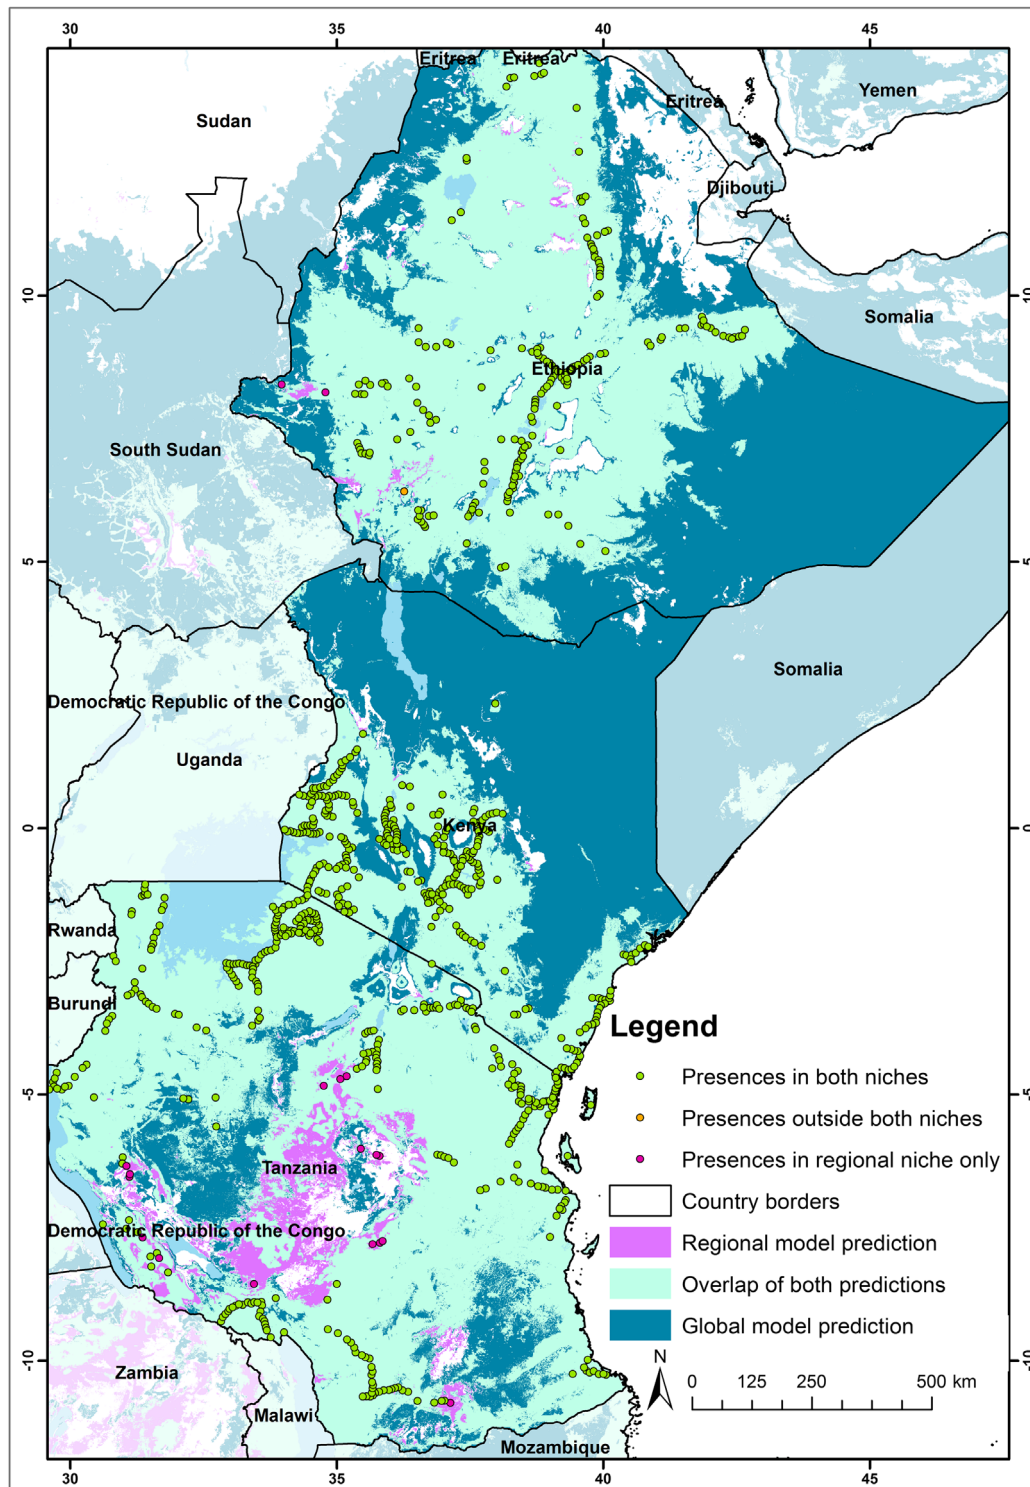 30 35 40 45
Eritrea Eritrea
Yemen
Eritrea
Sudan
Djibouti
10 10
Somalia
Ethiopia
South Sudan
5 5
Somalia
Democratic Republic of the Congo
Uganda
0 Kenya 0
Rwanda
Burundi
Legend
Presences in both niches
-5 -5
Presences outside both niches
Presences in regional niche only
Tanzania
Country borders
Democratic Republic of the Congo
Regional model prediction
Overlap of both predictions
Global model prediction
N
-10 -10
Zambia
0 125 250 500 km
Malawi
Mozambique
30 35 40 45